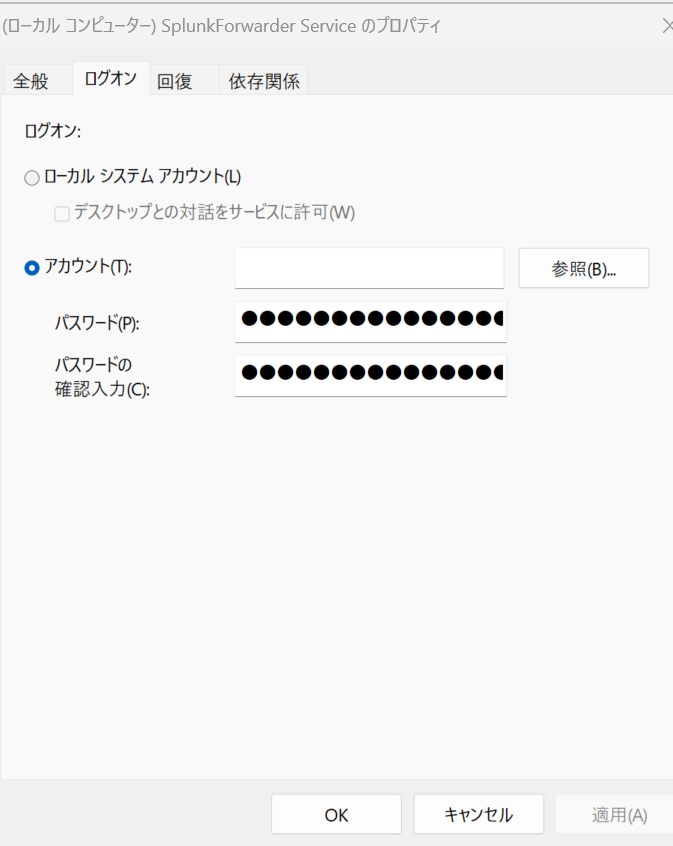 (ローカル コンピューター) SplunkForwarder Service のプロパティ
全般 ログオン 回復 依存関係
ログオン:
ローカル システム アカウント(L)
デスクトップとの対話をサービスに許可(W)
アカウント(T): 参照(B)...
パスワード(P): ●●●●●●●●●●●●●●●
パスワードの
確認入力(C): ●●●●●●●●●●●●●●●
OK キャンセル 適用(A)